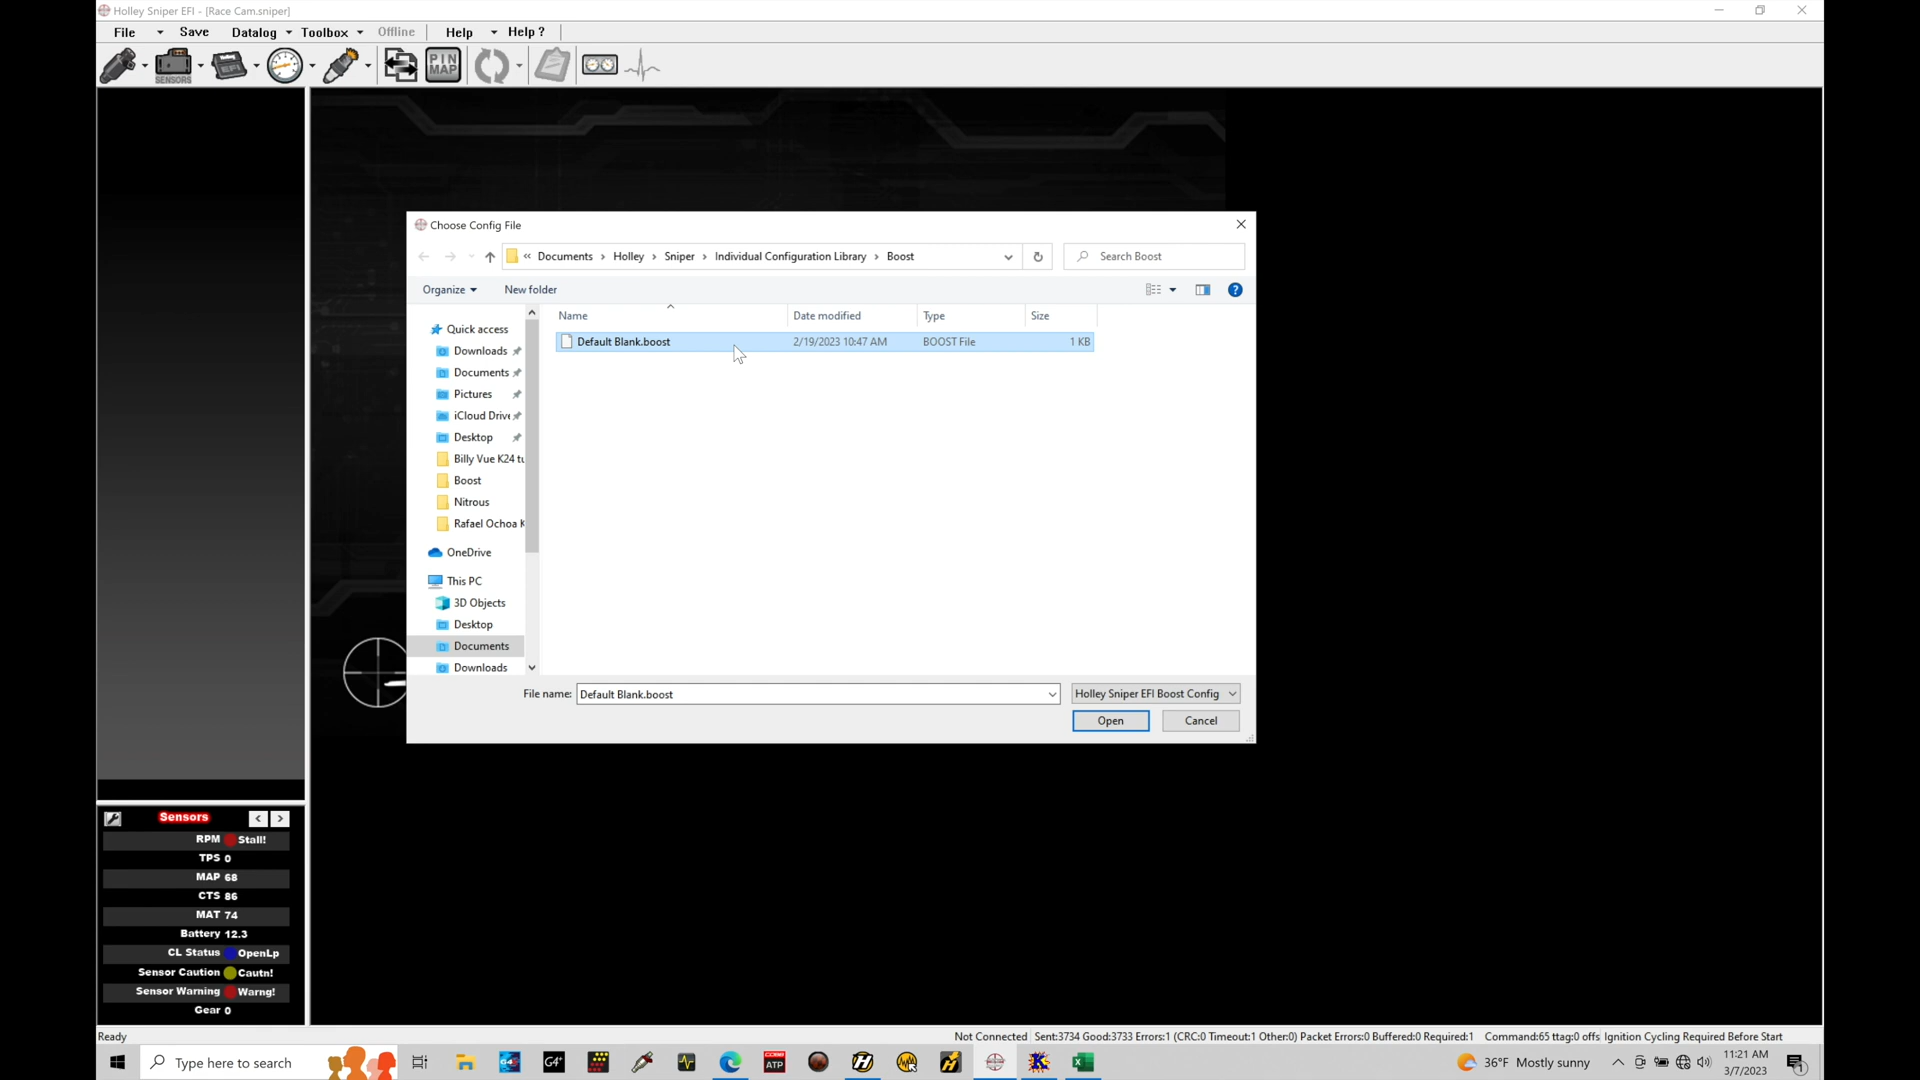 Holley Sniper EFI - [Race Cam.sniper]
File Save Datalog Toolbox Offline Help Help ?
SENSORS EFI PIN MAP
Choose Config File
« Documents › Holley › Sniper › Individual Configuration Library › Boost Search Boost
Organize New folder
Name Date modified Type Size
Default Blank.boost 2/19/2023 10:47 AM BOOST File 1 KB
Quick access
Downloads
Documents
Pictures
iCloud Drive
Desktop
Billy Vue K24 tu
Boost
Nitrous
Rafael Ochoa K
OneDrive
This PC
3D Objects
Desktop
Documents
Downloads
File name: Default Blank.boost Holley Sniper EFI Boost Config
Open Cancel
Sensors < >
RPM Stall!
TPS 0
MAP 68
CTS 86
MAT 74
Battery 12.3
CL Status OpenLp
Sensor Caution Cautn!
Sensor Warning Warng!
Gear 0
Ready Not Connected Sent:3734 Good:3733 Errors:1 (CRC:0 Timeout:1 Other:0) Packet Errors:0 Buffered:0 Required:1 Command:65 ttag:0 offs Ignition Cycling Required Before Start
Type here to search G4+ COBB ATP 36°F Mostly sunny 11:21 AM
3/7/2023 1